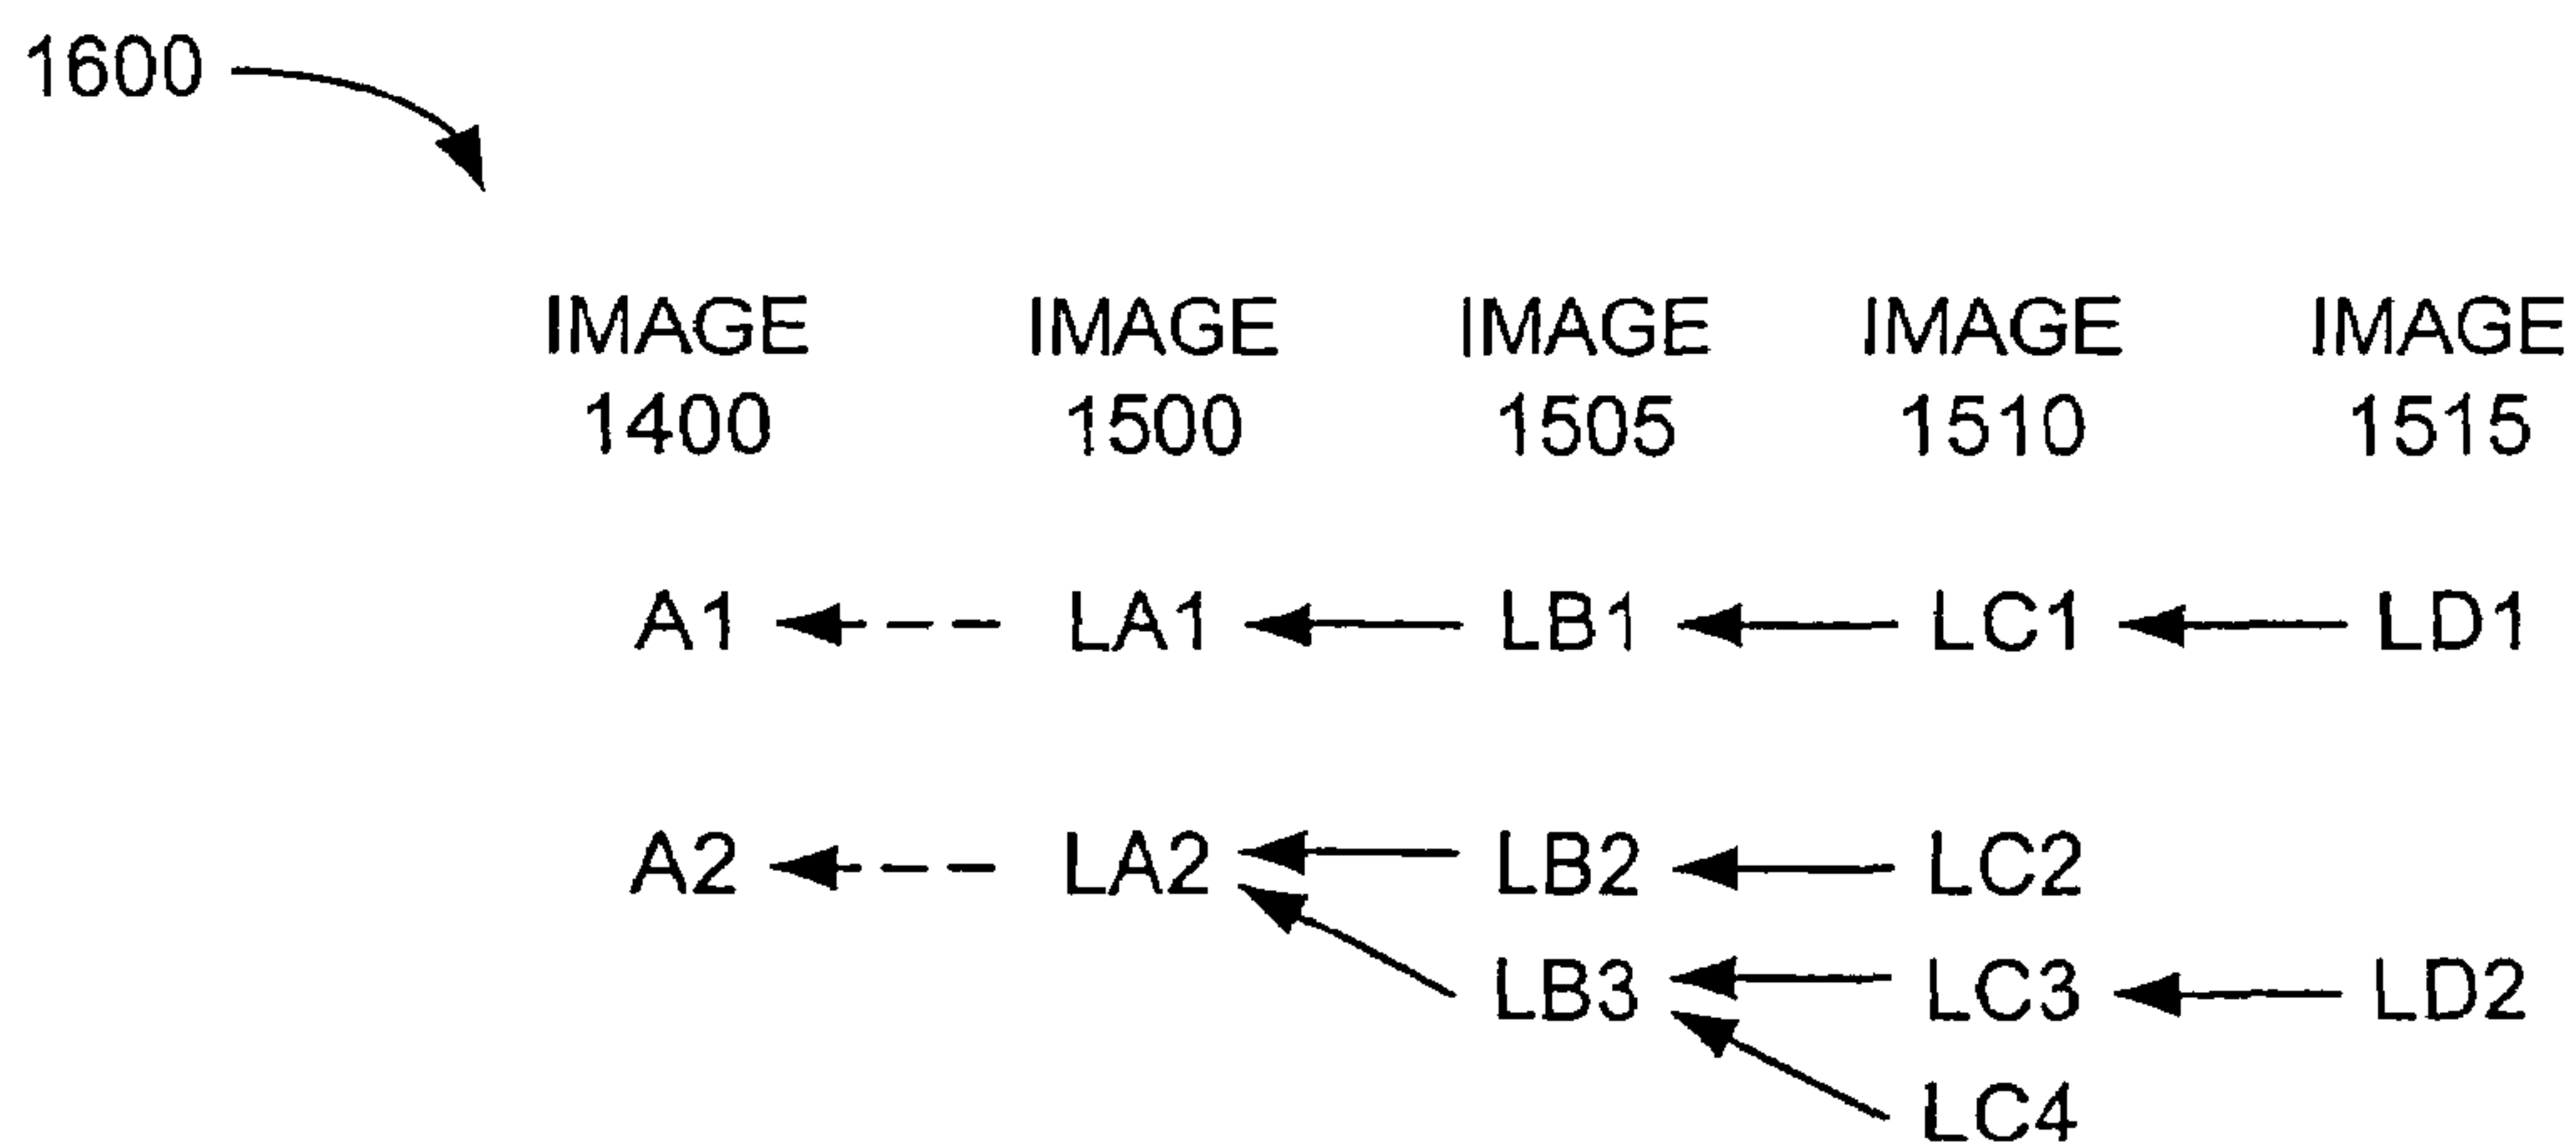 1600
IMAGE IMAGE IMAGE IMAGE IMAGE
1400 1500 1505 1510 1515
A1 LA1 LB1 LC1 LD1
A2 LA2 LB2 LC2
LB3 LC3 LD2
LC4